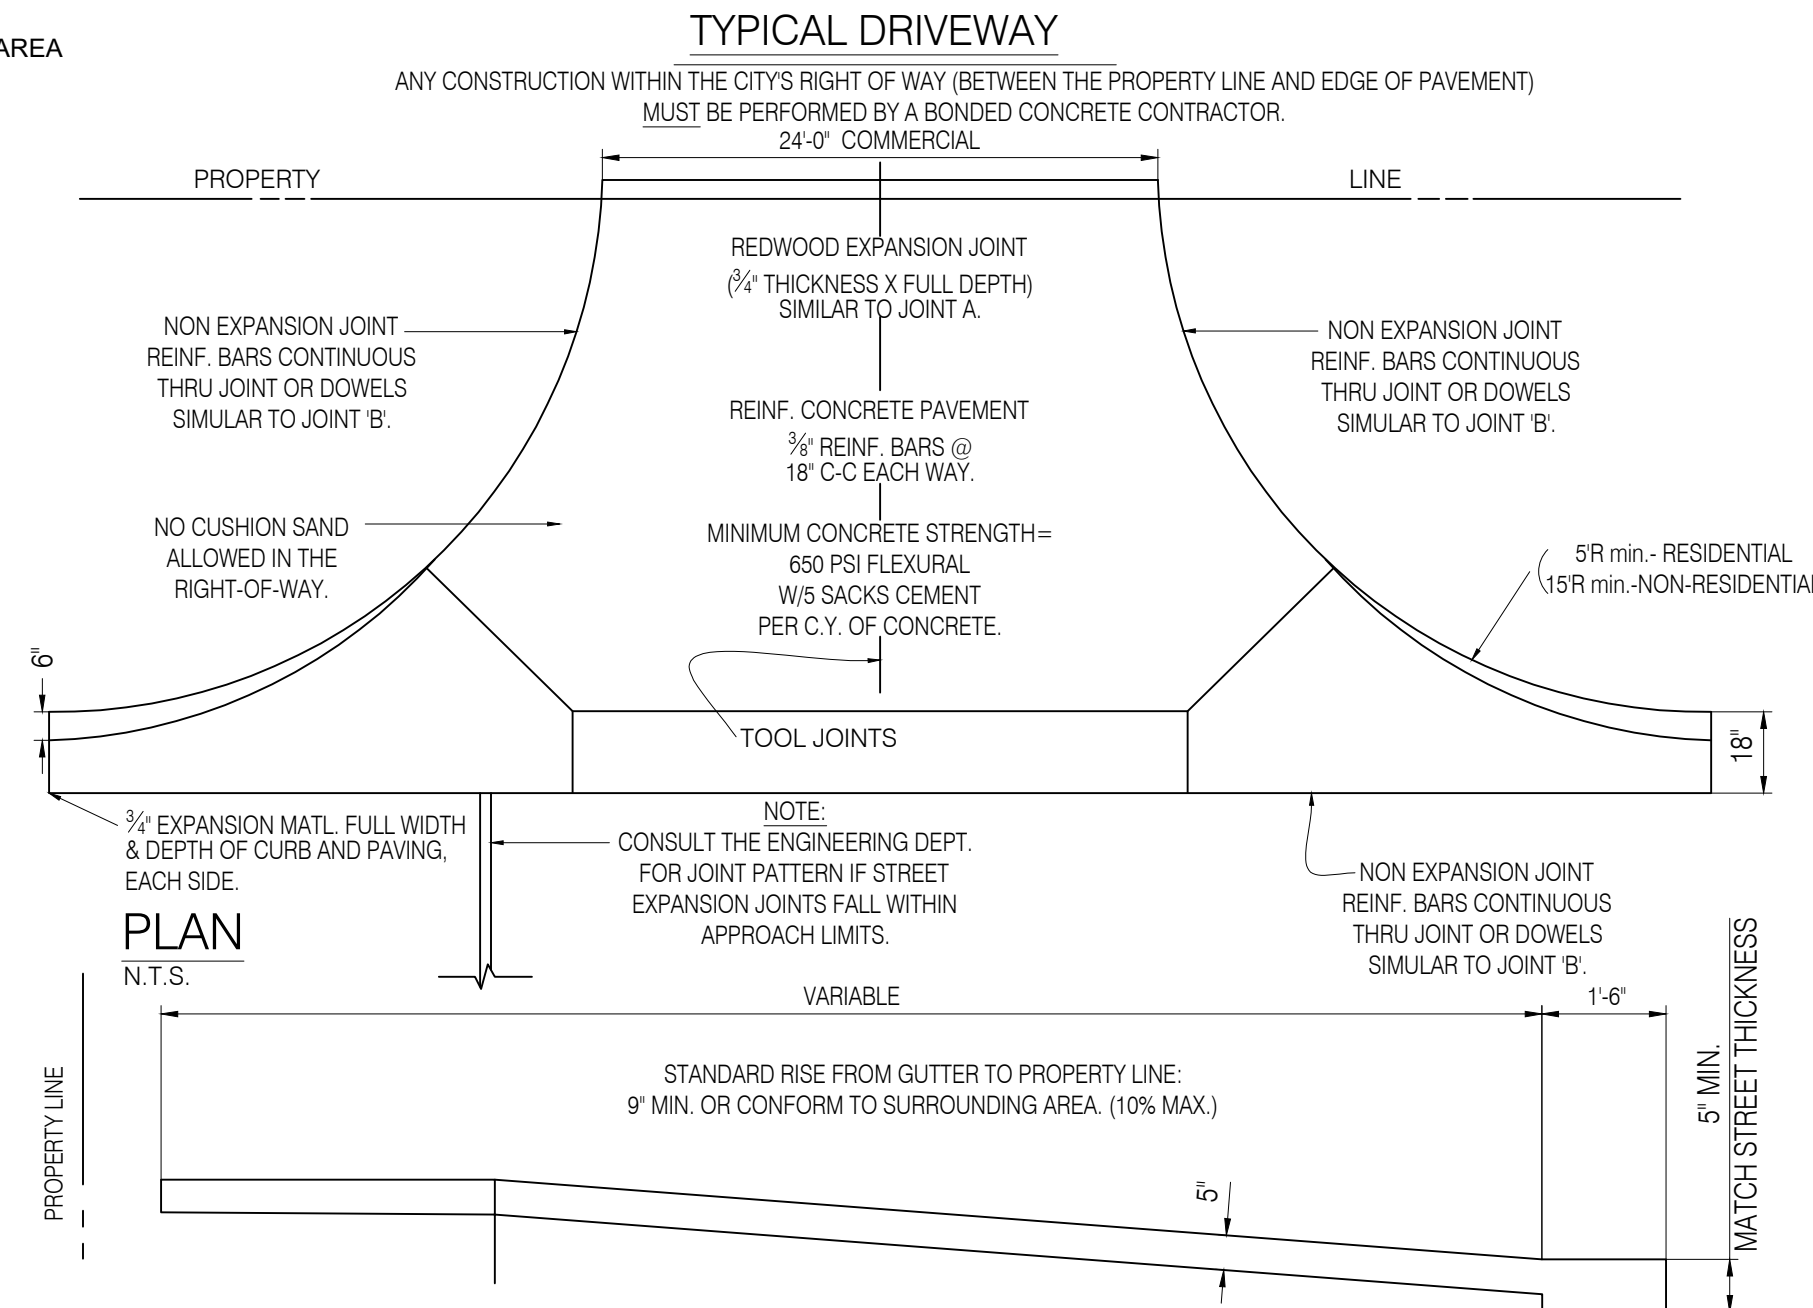 AREA
TYPICAL DRIVEWAY
ANY CONSTRUCTION WITHIN THE CITY'S RIGHT OF WAY (BETWEEN THE PROPERTY LINE AND EDGE OF PAVEMENT)
MUST BE PERFORMED BY A BONDED CONCRETE CONTRACTOR.
24'-0" COMMERCIAL
PROPERTY
LINE
REDWOOD EXPANSION JOINT
(3/4" THICKNESS X FULL DEPTH)
SIMILAR TO JOINT A.
NON EXPANSION JOINT
REINF. BARS CONTINUOUS
THRU JOINT OR DOWELS
SIMULAR TO JOINT 'B'.
NON EXPANSION JOINT
REINF. BARS CONTINUOUS
THRU JOINT OR DOWELS
SIMULAR TO JOINT 'B'.
REINF. CONCRETE PAVEMENT
3/8" REINF. BARS @
18" C-C EACH WAY.
NO CUSHION SAND
ALLOWED IN THE
RIGHT-OF-WAY.
MINIMUM CONCRETE STRENGTH=
650 PSI FLEXURAL
W/5 SACKS CEMENT
PER C.Y. OF CONCRETE.
5'R min.- RESIDENTIAL
15'R min.-NON-RESIDENTIAL
6"
18"
TOOL JOINTS
3/4" EXPANSION MATL. FULL WIDTH
& DEPTH OF CURB AND PAVING,
EACH SIDE.
NOTE:
CONSULT THE ENGINEERING DEPT.
FOR JOINT PATTERN IF STREET
EXPANSION JOINTS FALL WITHIN
APPROACH LIMITS.
NON EXPANSION JOINT
REINF. BARS CONTINUOUS
THRU JOINT OR DOWELS
SIMULAR TO JOINT 'B'.
PLAN
N.T.S.
VARIABLE
1'-6"
PROPERTY LINE
STANDARD RISE FROM GUTTER TO PROPERTY LINE:
9" MIN. OR CONFORM TO SURROUNDING AREA. (10% MAX.)
5"
5" MIN.
MATCH STREET THICKNESS